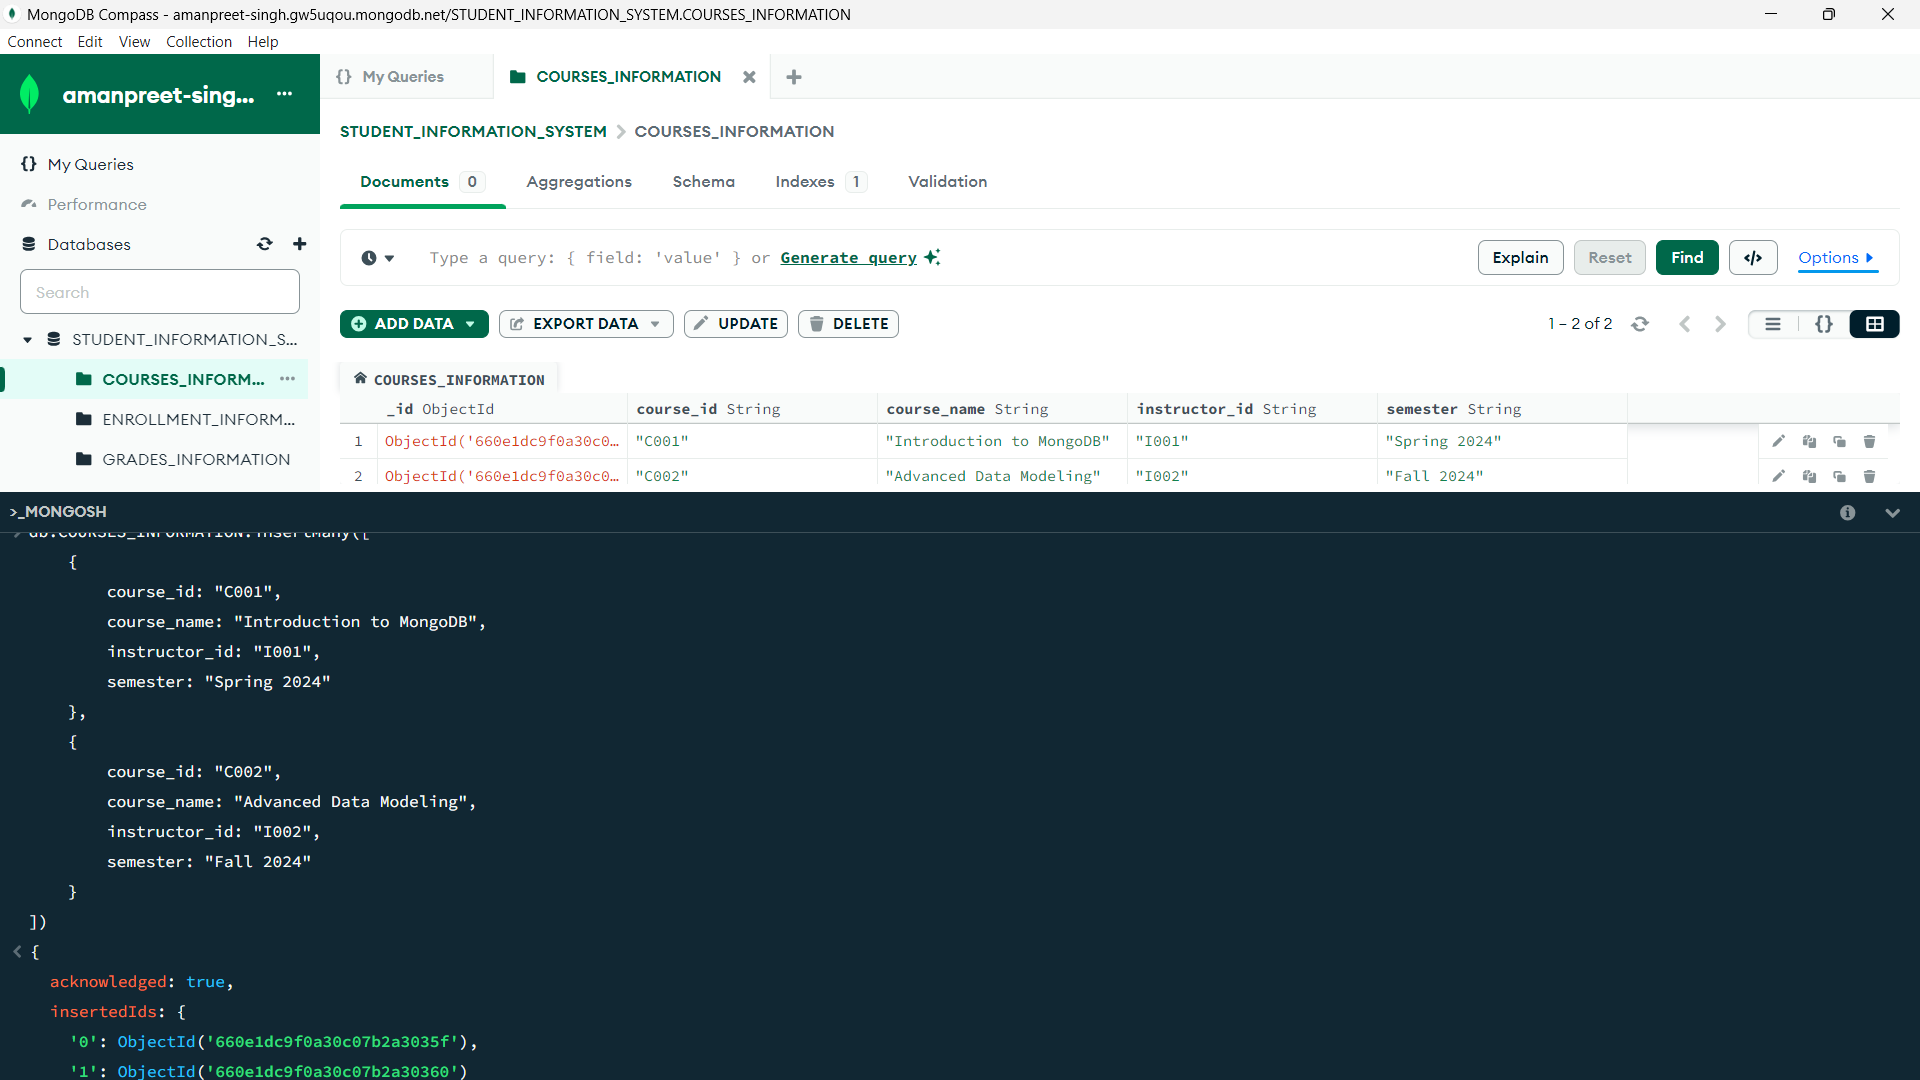 MongoDB Compass - amanpreet-singh.gw5uqou.mongodb.net/STUDENT_INFORMATION_SYSTEM.COURSES_INFORMATION
Connect Edit View Collection Help
amanpreet-sing... ...
{} My Queries
COURSES_INFORMATION
STUDENT_INFORMATION_SYSTEM > COURSES_INFORMATION
{} My Queries
Performance
Databases
Search
STUDENT_INFORMATION_S...
COURSES_INFORM... ...
ENROLLMENT_INFORM...
GRADES_INFORMATION
Documents 0 Aggregations Schema Indexes 1 Validation
Type a query: { field: 'value' } or Generate query
Explain Reset Find </> Options
ADD DATA EXPORT DATA UPDATE DELETE
1 – 2 of 2 {}
COURSES_INFORMATION
_id ObjectId course_id String course_name String instructor_id String semester String
1 ObjectId('660e1dc9f0a30c0… "C001" "Introduction to MongoDB" "I001" "Spring 2024"
2 ObjectId('660e1dc9f0a30c0… "C002" "Advanced Data Modeling" "I002" "Fall 2024"
>_MONGOSH
> db.COURSES_INFORMATION.insertMany([
{
course_id: "C001",
course_name: "Introduction to MongoDB",
instructor_id: "I001",
semester: "Spring 2024"
},
{
course_id: "C002",
course_name: "Advanced Data Modeling",
instructor_id: "I002",
semester: "Fall 2024"
}
])
< {
acknowledged: true,
insertedIds: {
'0': ObjectId('660e1dc9f0a30c07b2a3035f'),
'1': ObjectId('660e1dc9f0a30c07b2a30360')